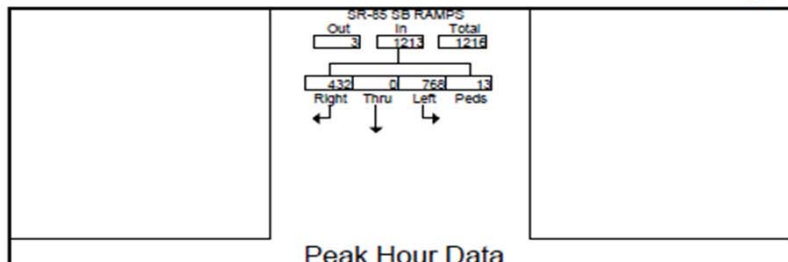 SR-65 SB RAMPS
Out In Total
3 1213 1216
432 0 768 13
Right Thru Left Peds
Peak Hour Data